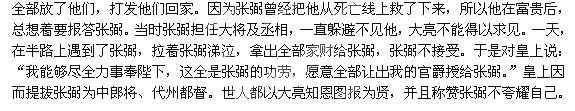 全部放了他们，打发他们回家。因为张弼曾经把他从死亡线上救了下来，所以他在富贵后，
总想着要报答张弼。当时张弼担任大将及丞相，一直躲避不见他，大亮不能得以求见。一天，
在半路上遇到了张弼，拉着张弼涕泣，拿出全部家财给张弼，张弼不接受。于是对皇上说：
“我能够尽全力事奉陛下，这全是张弼的功劳，愿意全部让出我的官爵授给张弼。”皇上因
而提拔张弼为中郎将、代州都督。世人都以大亮知恩图报为贤，并且称赞张弼不夸耀自己。